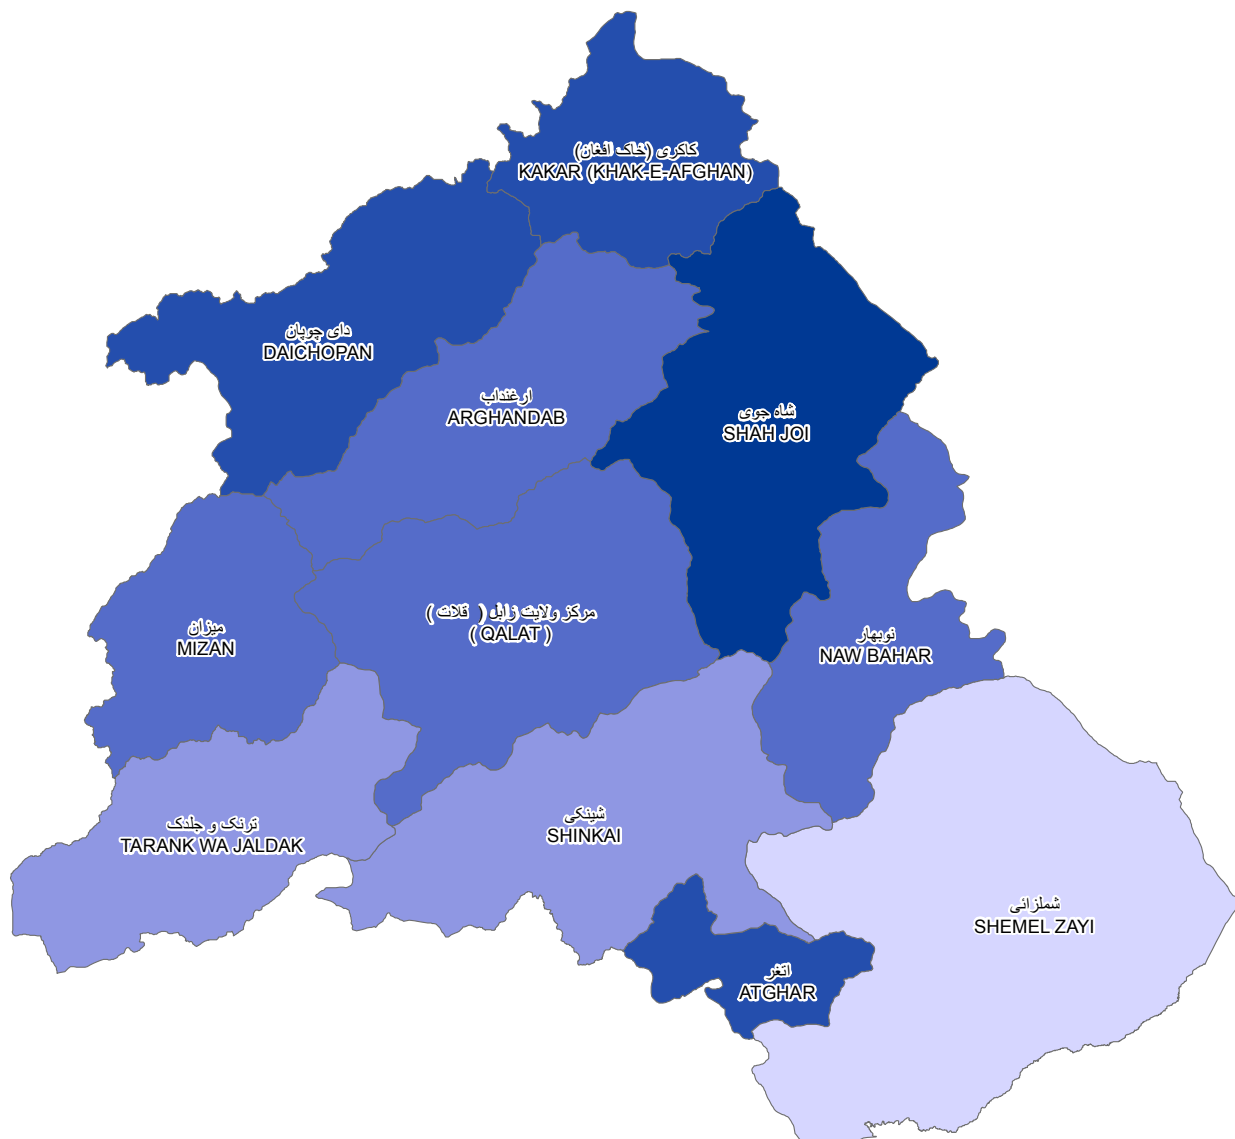 کاکړی (خاک افغان)
KAKAR (KHAK-E-AFGHAN)
دای چوپان
DAICHOPAN
ارغنداب
ARGHANDAB
شاه جوی
SHAH JOI
مرکز ولایت زابل ( قلات )
( QALAT )
میزان
MIZAN
نوبهار
NAW BAHAR
ترنک و جلدک
TARANK WA JALDAK
شینکی
SHINKAI
شملزائی
SHEMEL ZAYI
اتغر
ATGHAR